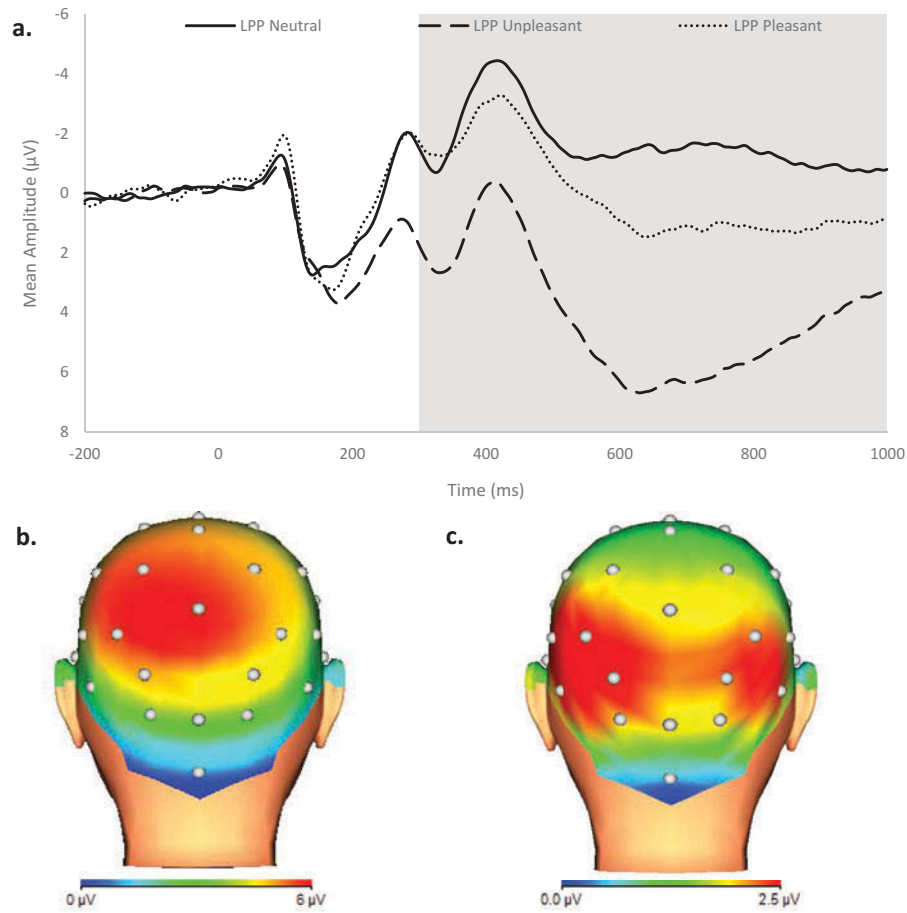 a.
LPP Neutral LPP Unpleasant LPP Pleasant
-6
-4
-2
0
2
4
6
8
Mean Amplitude (µV)
-200 0 200 400 600 800 1000
Time (ms)
b.
c.
0 µV 6 µV
0.0 µV 2.5 µV